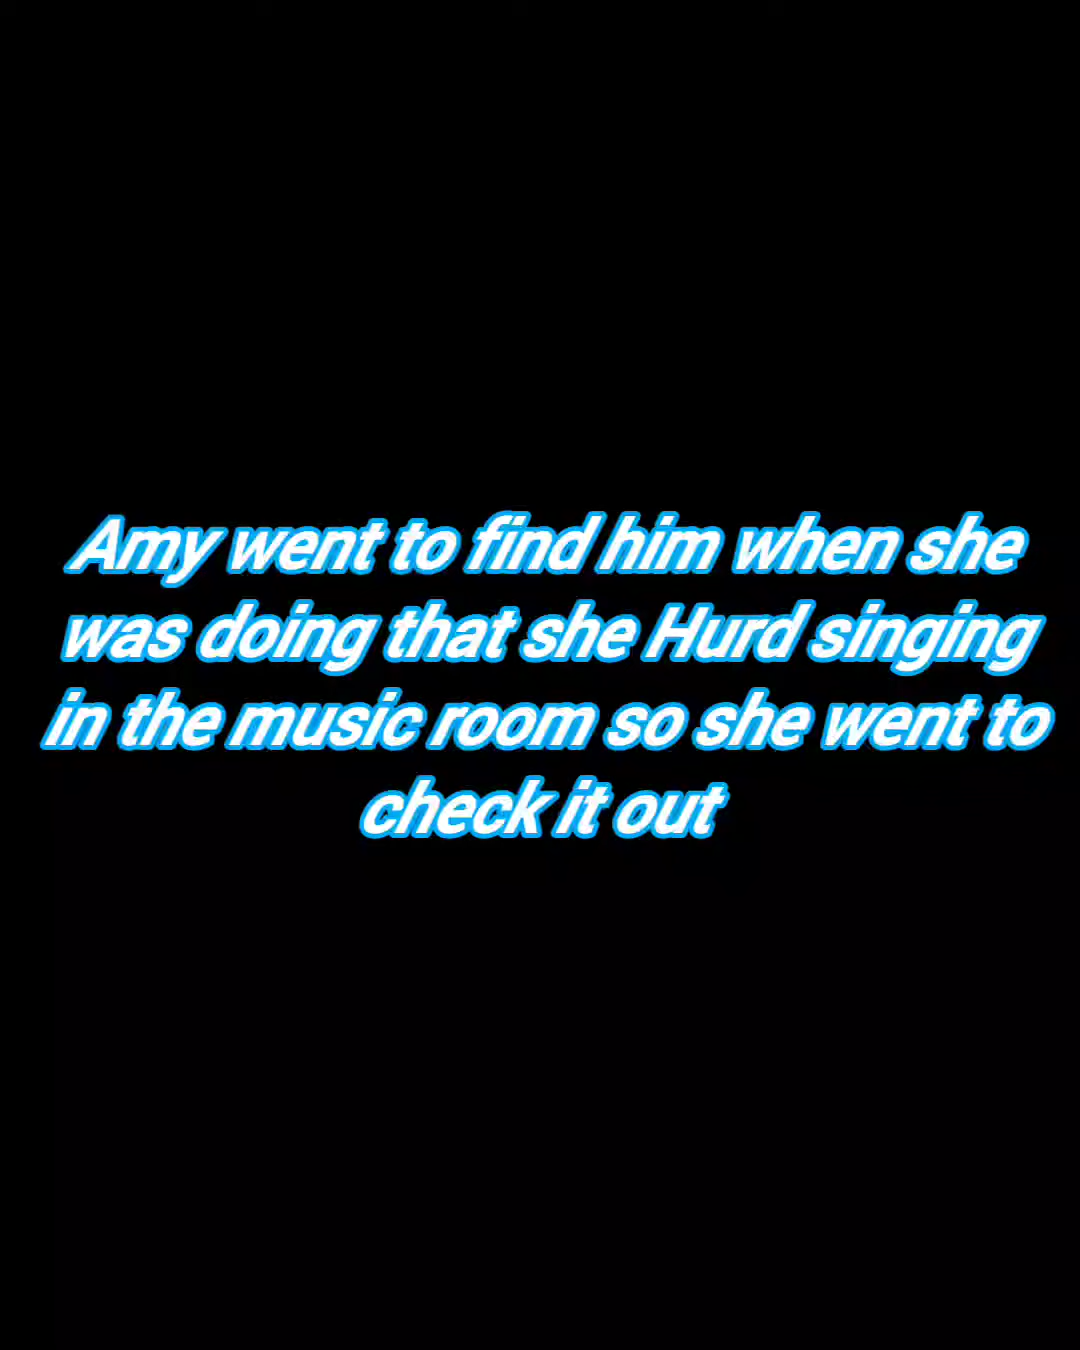 Amy went to find him when she
was doing that she Hurd singing
in the music room so she went to
check it out